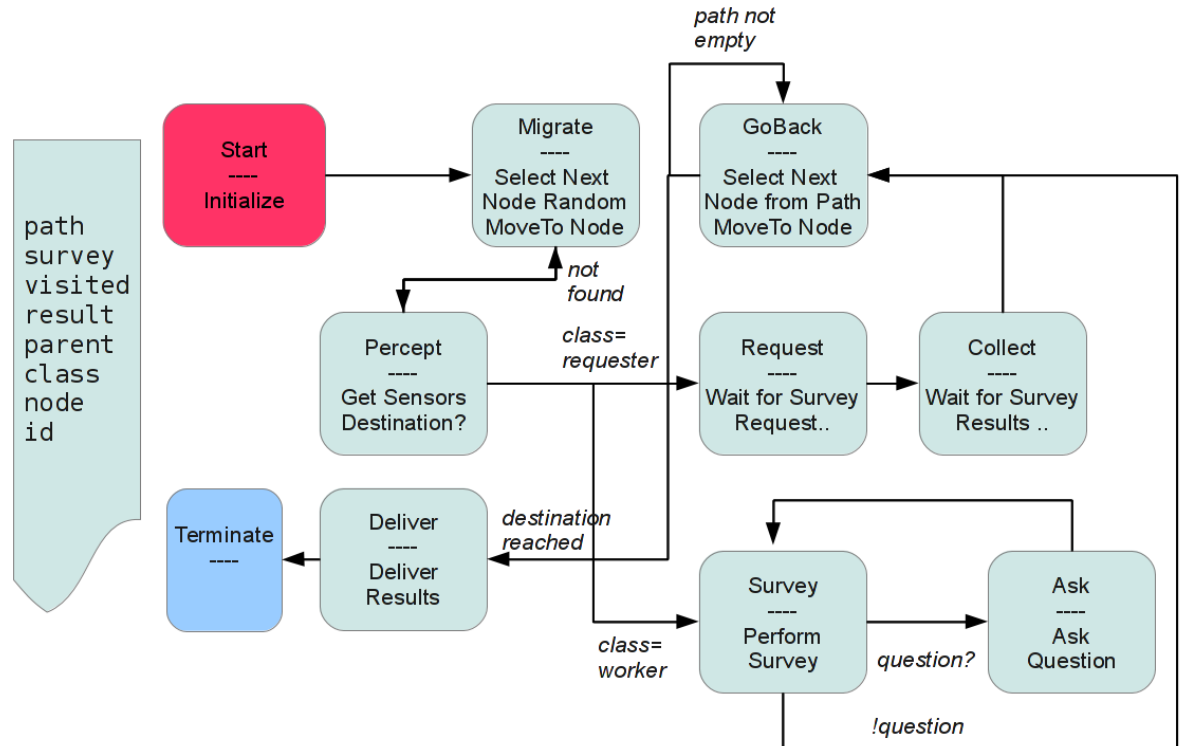 path not
empty
Start
----
Initialize
Migrate
----
Select Next
Node Random
MoveTo Node
GoBack
----
Select Next
Node from Path
MoveTo Node
path
survey
visited
result
parent
class
node
id
not
found
Percept
----
Get Sensors
Destination?
class=
requester
Request
----
Wait for Survey
Request..
Collect
----
Wait for Survey
Results ..
Terminate
----
Deliver
----
Deliver
Results
destination
reached
Survey
----
Perform
Survey
Ask
----
Ask
Question
class=
worker
question?
!question